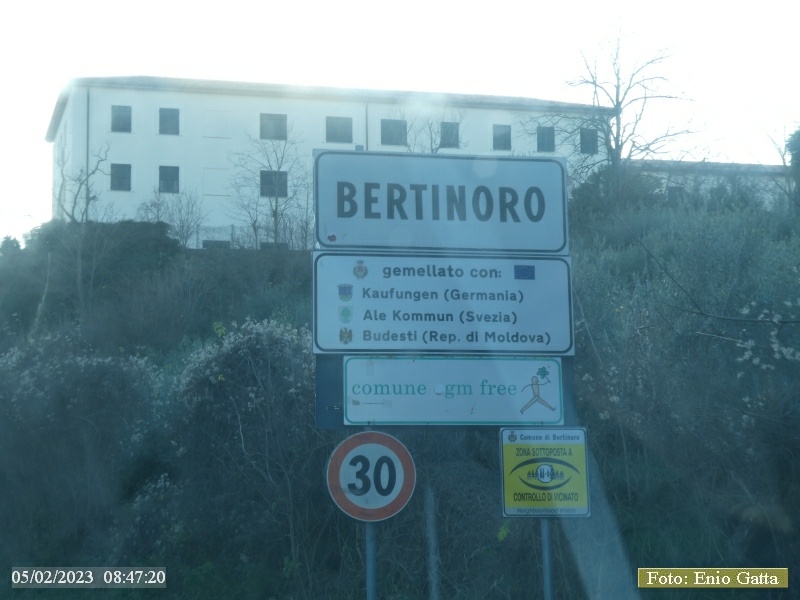 BERTINORO
gemellato con:
Kaufungen (Germania)
Ale Kommun (Svezia)
Budesti (Rep. di Moldova)
comune ogm free
30
Comune di Bertinoro
ZONA SOTTOPOSTA A
CONTROLLO DI VICINATO
05/02/2023 08:47:20
Foto: Enio Gatta